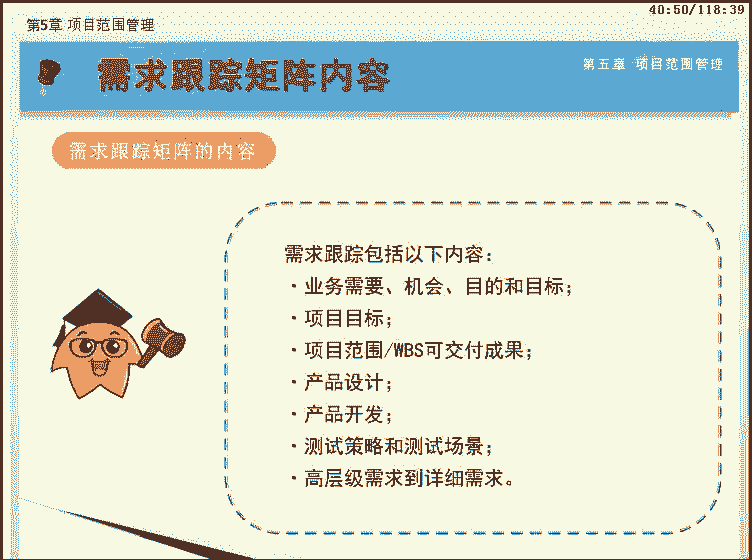 40:50/118:39
第5章 项目范围管理
需求跟踪矩阵内容
第五章 项目范围管理
需求跟踪矩阵的内容
需求跟踪包括以下内容：
·业务需要、机会、目的和目标；
·项目目标；
·项目范围/WBS可交付成果；
·产品设计；
·产品开发；
·测试策略和测试场景；
·高层级需求到详细需求。